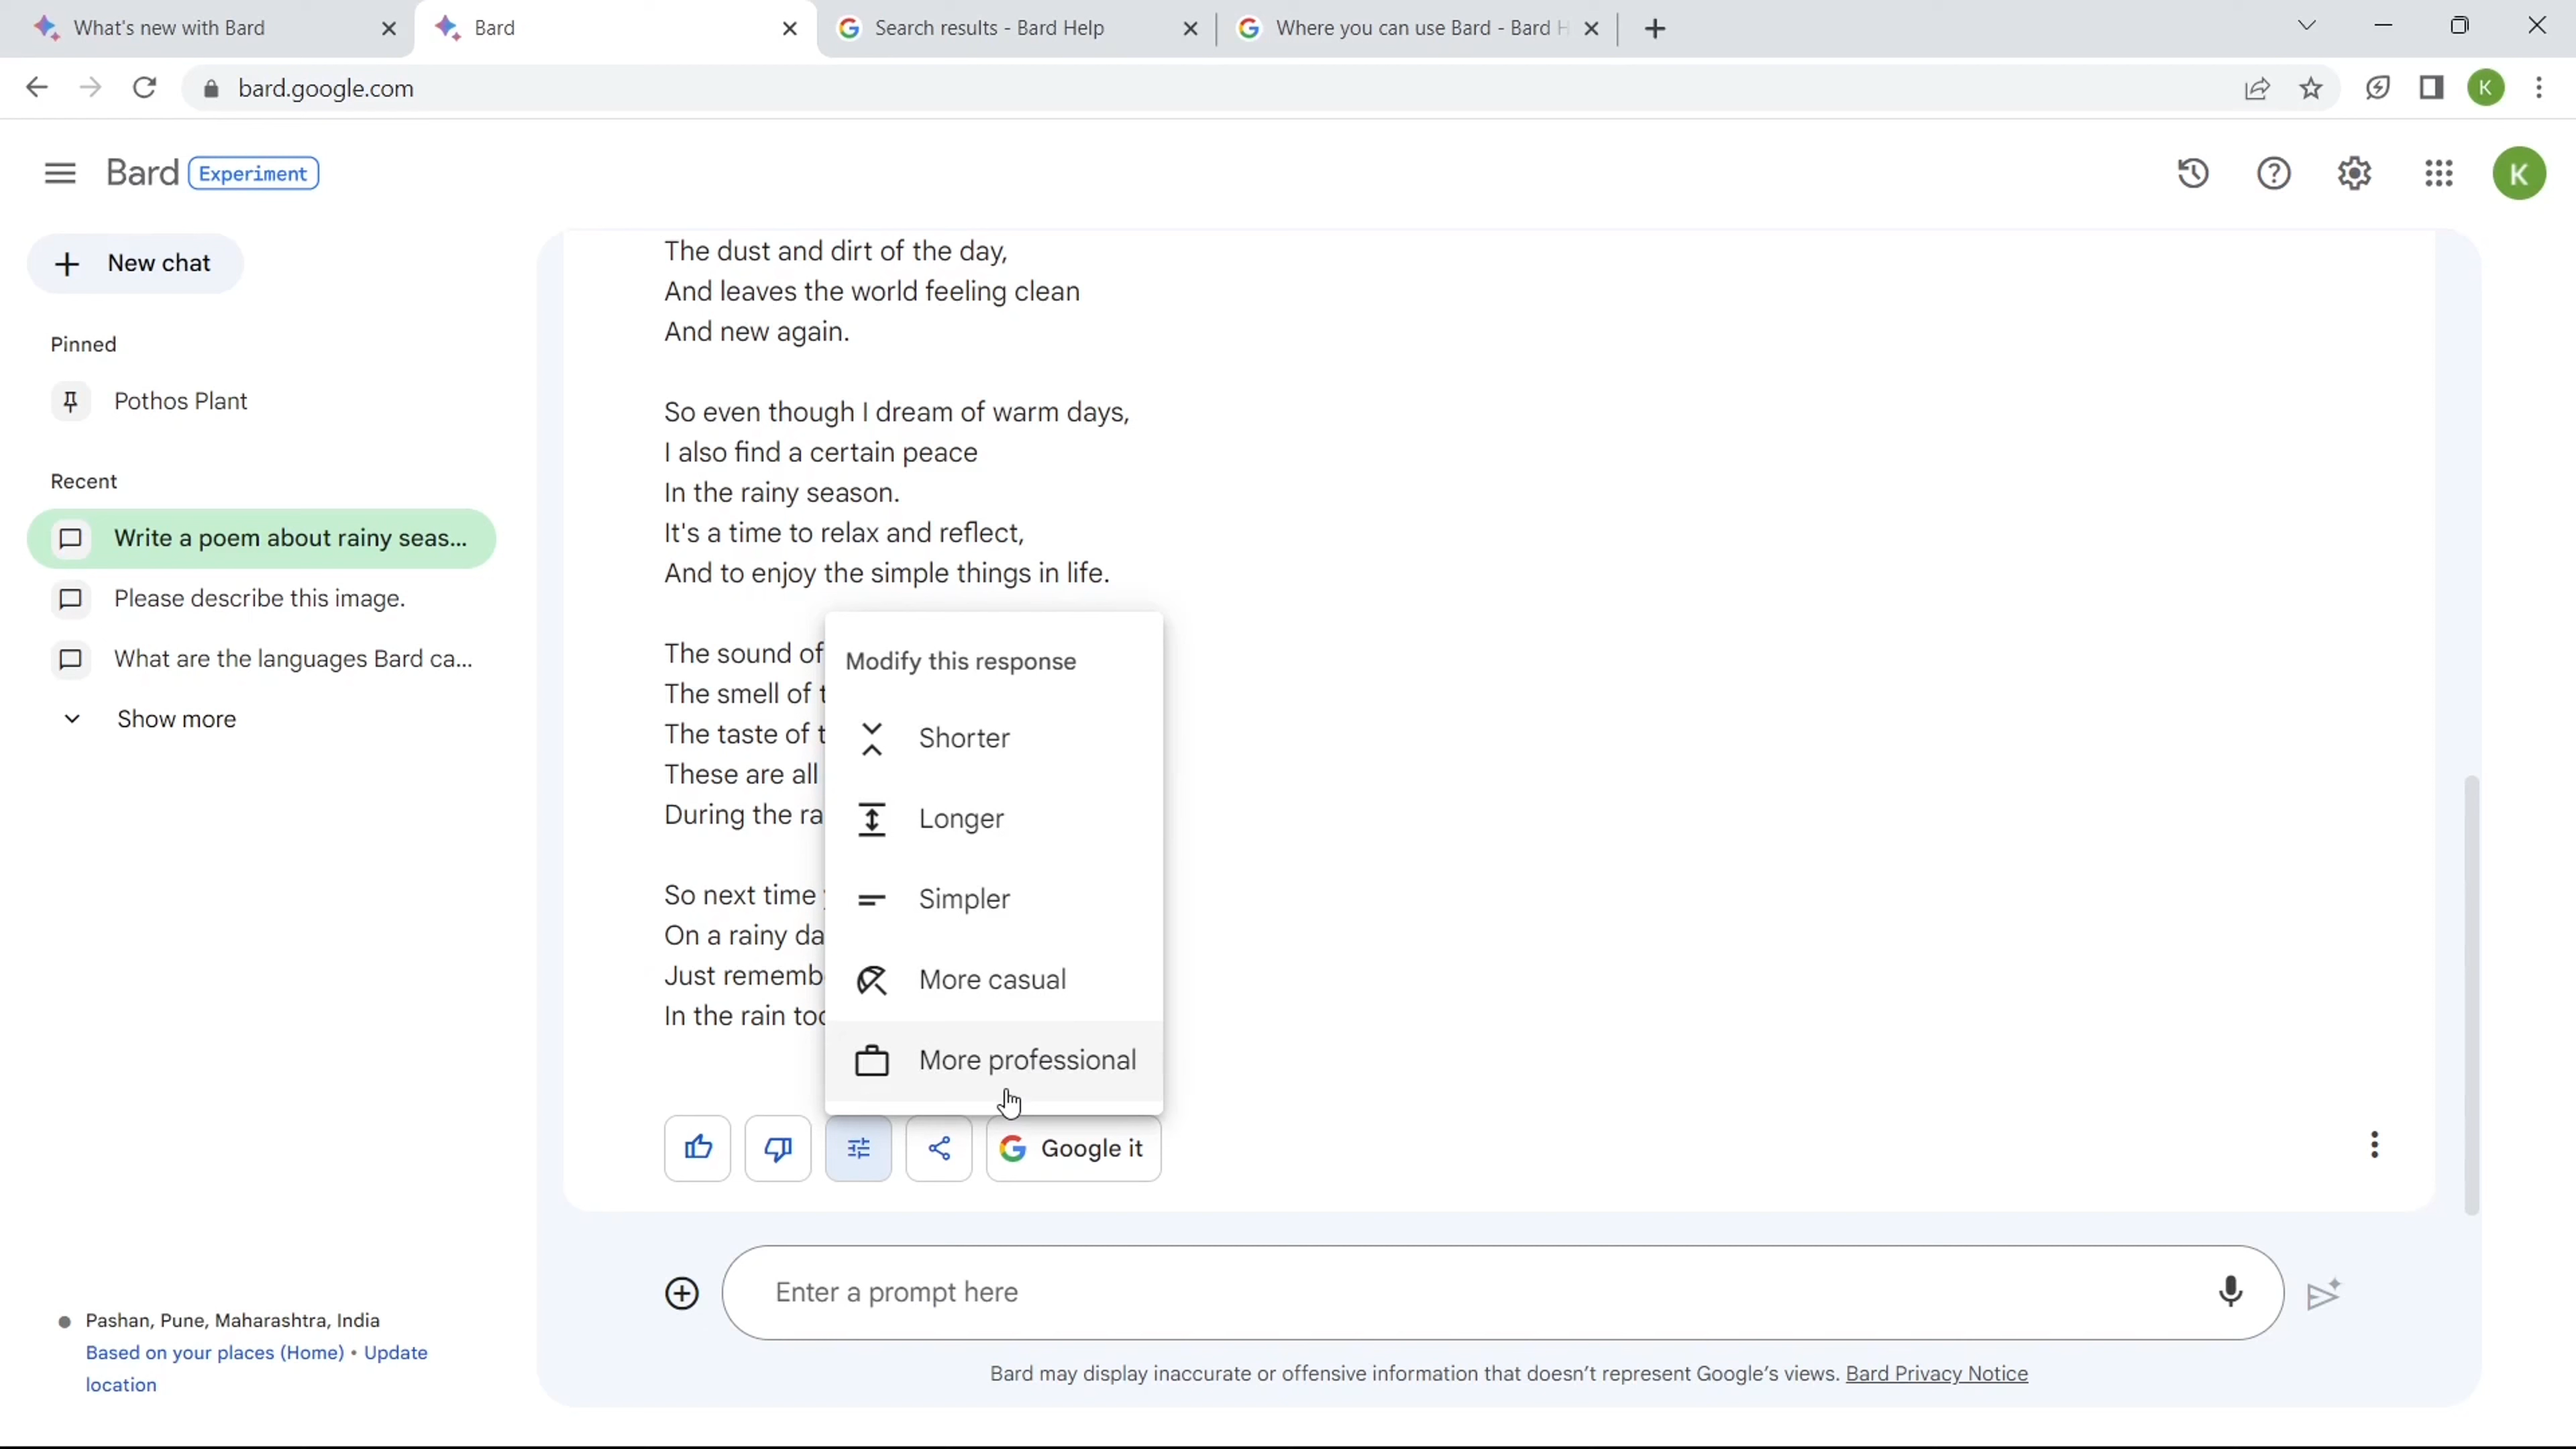 What's new with Bard
Bard
Search results - Bard Help
Where you can use Bard - Bard H
bard.google.com
K
Bard Experiment
K
New chat
Pinned
Pothos Plant
Recent
Write a poem about rainy seas...
Please describe this image.
What are the languages Bard ca...
Show more
The dust and dirt of the day,
And leaves the world feeling clean
And new again.
So even though I dream of warm days,
I also find a certain peace
In the rainy season.
It's a time to relax and reflect,
And to enjoy the simple things in life.
The sound of
The smell of t
The taste of t
These are all
During the ra
So next time
On a rainy da
Just rememb
In the rain too
Modify this response
Shorter
Longer
Simpler
More casual
More professional
Google it
Enter a prompt here
Pashan, Pune, Maharashtra, India
Based on your places (Home) • Update
location
Bard may display inaccurate or offensive information that doesn't represent Google's views. Bard Privacy Notice